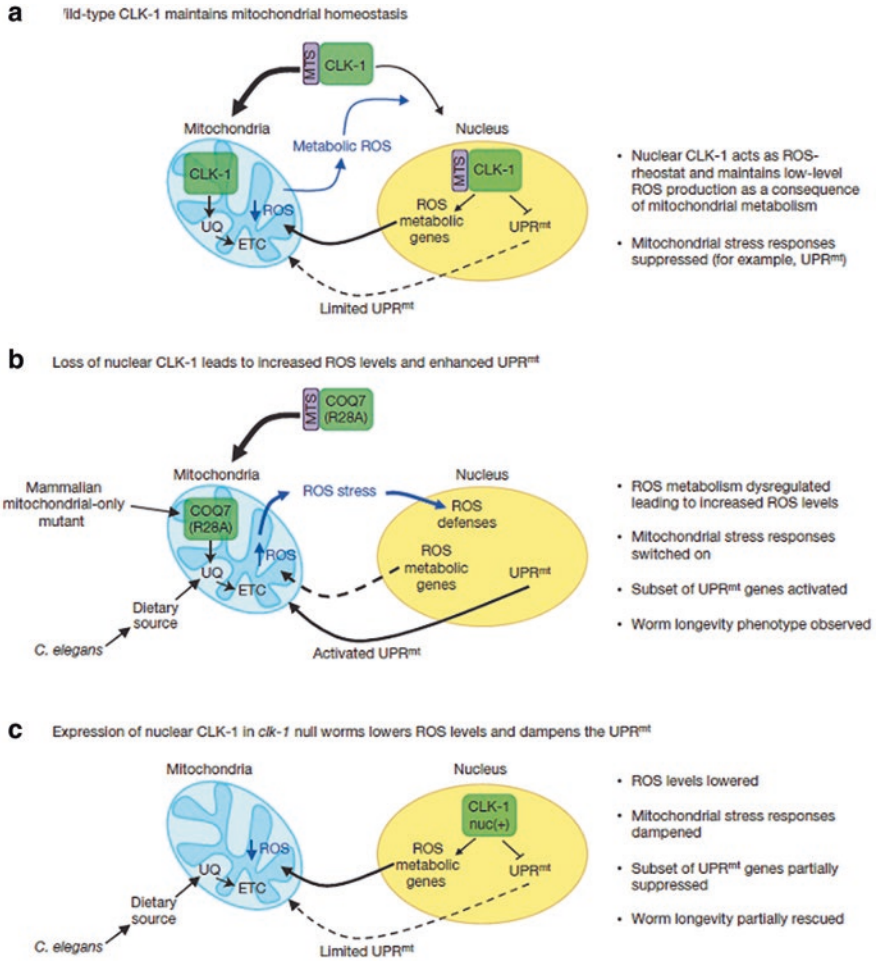 a
ild-type CLK-1 maintains mitochondrial homeostasis
MTS
CLK-1
Mitochondria
Nucleus
Metabolic ROS
CLK-1
MTS
CLK-1
ROS
UQ
ETC
ROS
metabolic
genes
UPRmt
Limited UPRmt
• Nuclear CLK-1 acts as ROS-
rheostat and maintains low-level
ROS production as a consequence
of mitochondrial metabolism
• Mitochondrial stress responses
suppressed (for example, UPRmt)
b
Loss of nuclear CLK-1 leads to increased ROS levels and enhanced UPRmt
MTS
COQ7
(R28A)
Mitochondria
Nucleus
Mammalian
mitochondrial-only
mutant
ROS stress
COQ7
(R28A)
ROS
defenses
ROS
UQ
ETC
ROS
metabolic
genes
UPRmt
Dietary
source
C. elegans
Activated UPRmt
• ROS metabolism dysregulated
leading to increased ROS levels
• Mitochondrial stress responses
switched on
• Subset of UPRmt genes activated
• Worm longevity phenotype observed
c
Expression of nuclear CLK-1 in clk-1 null worms lowers ROS levels and dampens the UPRmt
Mitochondria
Nucleus
CLK-1
nuc(+)
ROS
UQ
ETC
ROS
metabolic
genes
UPRmt
Dietary
source
C. elegans
Limited UPRmt
• ROS levels lowered
• Mitochondrial stress responses
dampened
• Subset of UPRmt genes partially
suppressed
• Worm longevity partially rescued